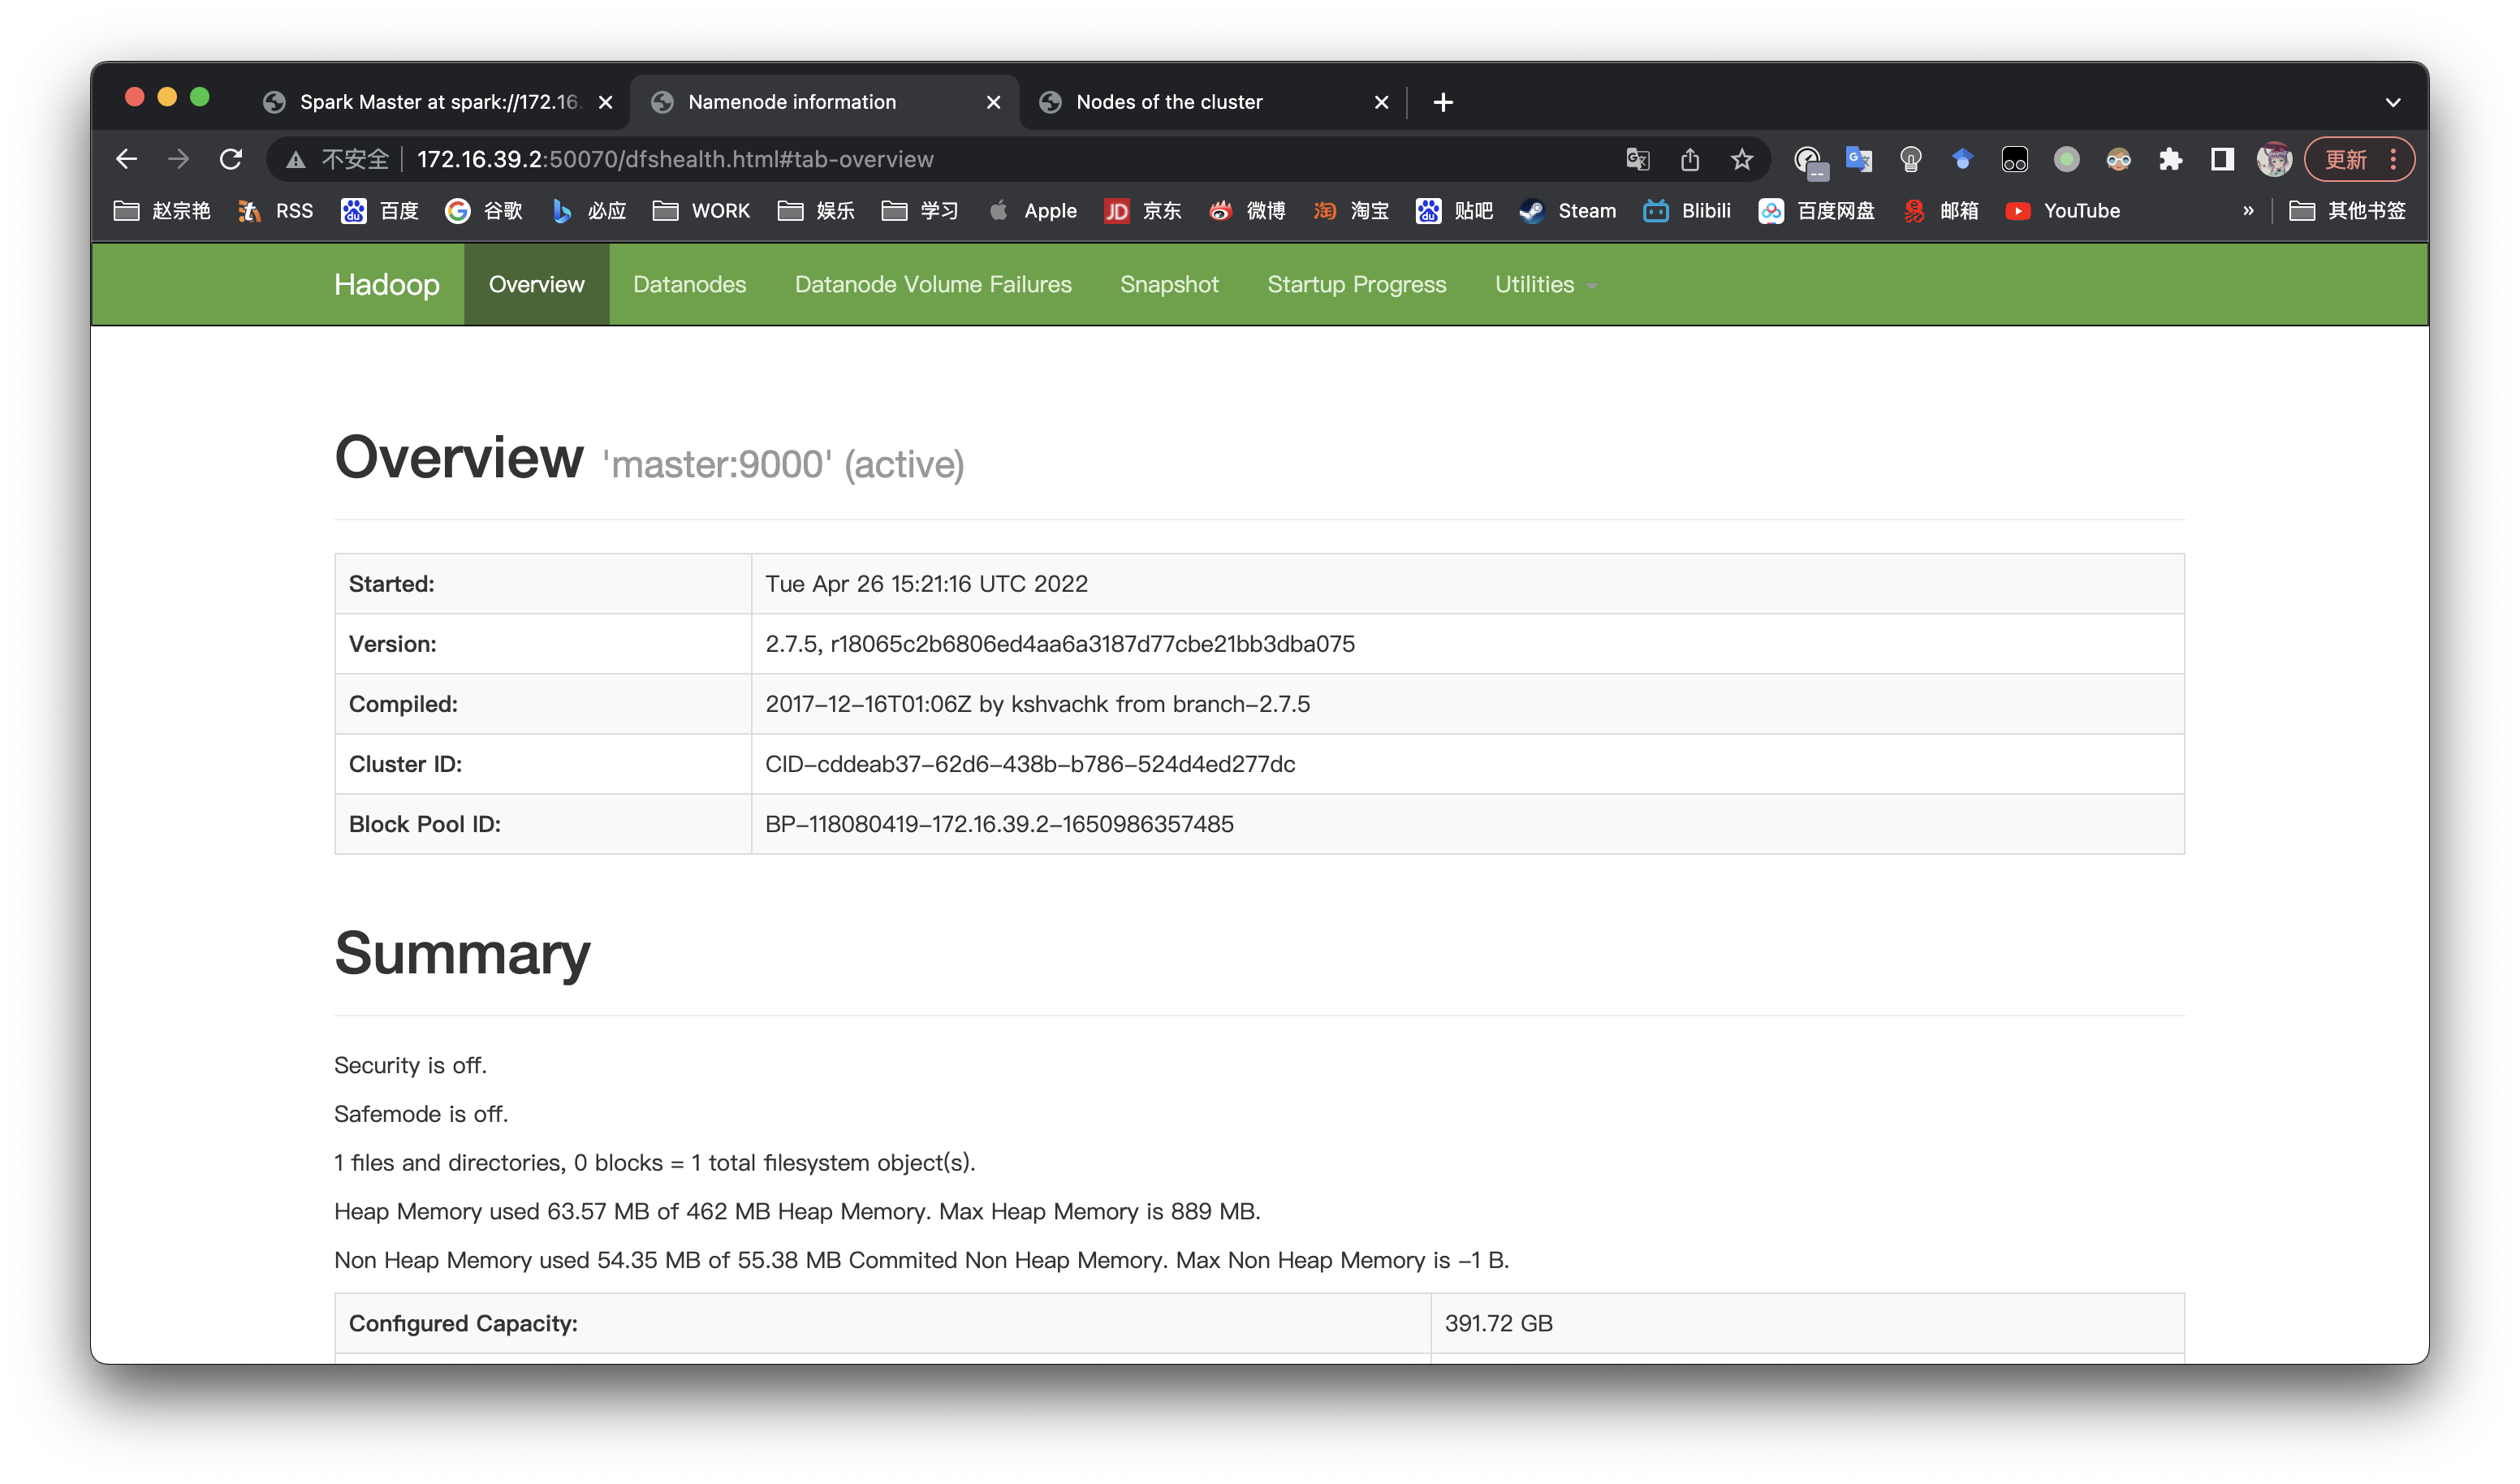 Spark Master at spark://172.16. Namenode information Nodes of the cluster
不安全 172.16.39.2:50070/dfshealth.html#tab-overview 更新
赵宗艳 RSS 百度 谷歌 必应 WORK 娱乐 学习 Apple JD 京东 微博 淘 淘宝 贴吧 Steam Blibili 百度网盘 邮箱 YouTube » 其他书签
Hadoop Overview Datanodes Datanode Volume Failures Snapshot Startup Progress Utilities
Overview 'master:9000' (active)
Started: Tue Apr 26 15:21:16 UTC 2022
Version: 2.7.5, r18065c2b6806ed4aa6a3187d77cbe21bb3dba075
Compiled: 2017-12-16T01:06Z by kshvachk from branch-2.7.5
Cluster ID: CID-cddeab37-62d6-438b-b786-524d4ed277dc
Block Pool ID: BP-118080419-172.16.39.2-1650986357485
Summary
Security is off.
Safemode is off.
1 files and directories, 0 blocks = 1 total filesystem object(s).
Heap Memory used 63.57 MB of 462 MB Heap Memory. Max Heap Memory is 889 MB.
Non Heap Memory used 54.35 MB of 55.38 MB Commited Non Heap Memory. Max Non Heap Memory is -1 B.
Configured Capacity: 391.72 GB